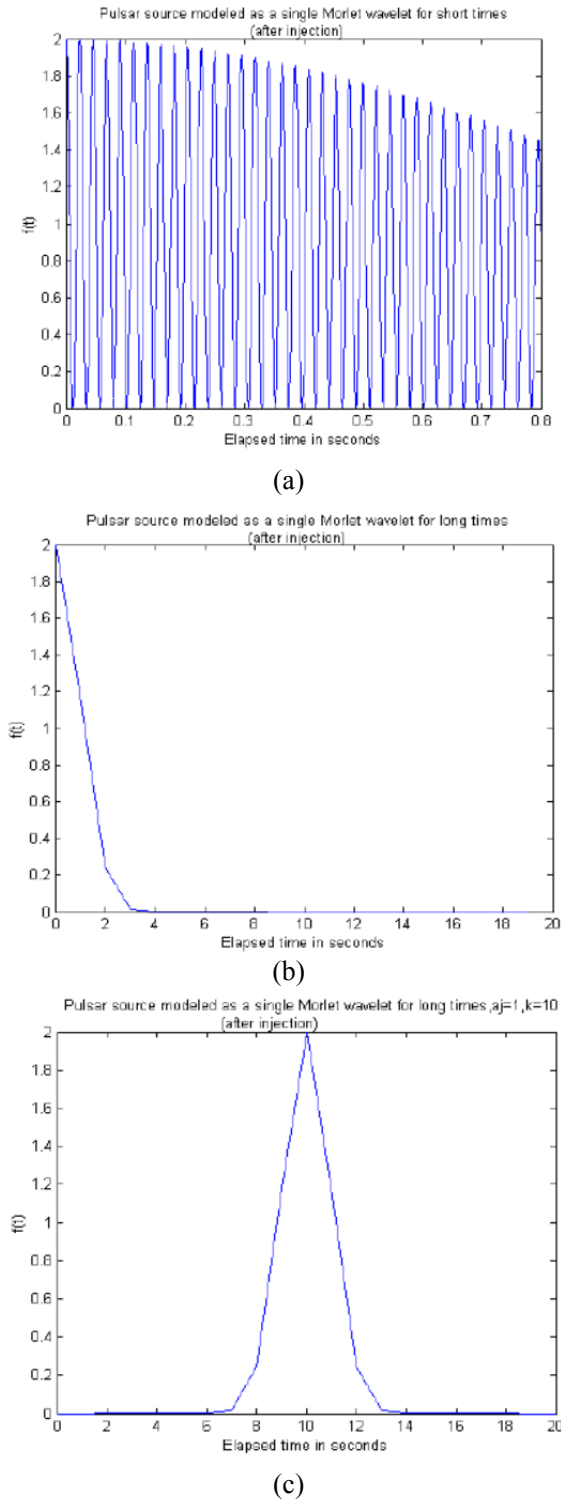 Pulsar source modeled as a single Morlet wavelet for short times
(after injection)
2
1.8
1.6
1.4
1.2
1
0.8
0.6
0.4
0.2
0
f(t)
0 0.1 0.2 0.3 0.4 0.5 0.6 0.7 0.8
Elapsed time in seconds
(a)
Pulsar source modeled as a single Morlet wavelet for long times
(after injection)
2
1.8
1.6
1.4
1.2
1
0.8
0.6
0.4
0.2
0
f(t)
0 2 4 6 8 10 12 14 16 18 20
Elapsed time in seconds
(b)
Pulsar source modeled as a single Morlet wavelet for long times,aj=1,k=10
(after injection)
2
1.8
1.6
1.4
1.2
1
0.8
0.6
0.4
0.2
0
f(t)
0 2 4 6 8 10 12 14 16 18 20
Elapsed time in seconds
(c)